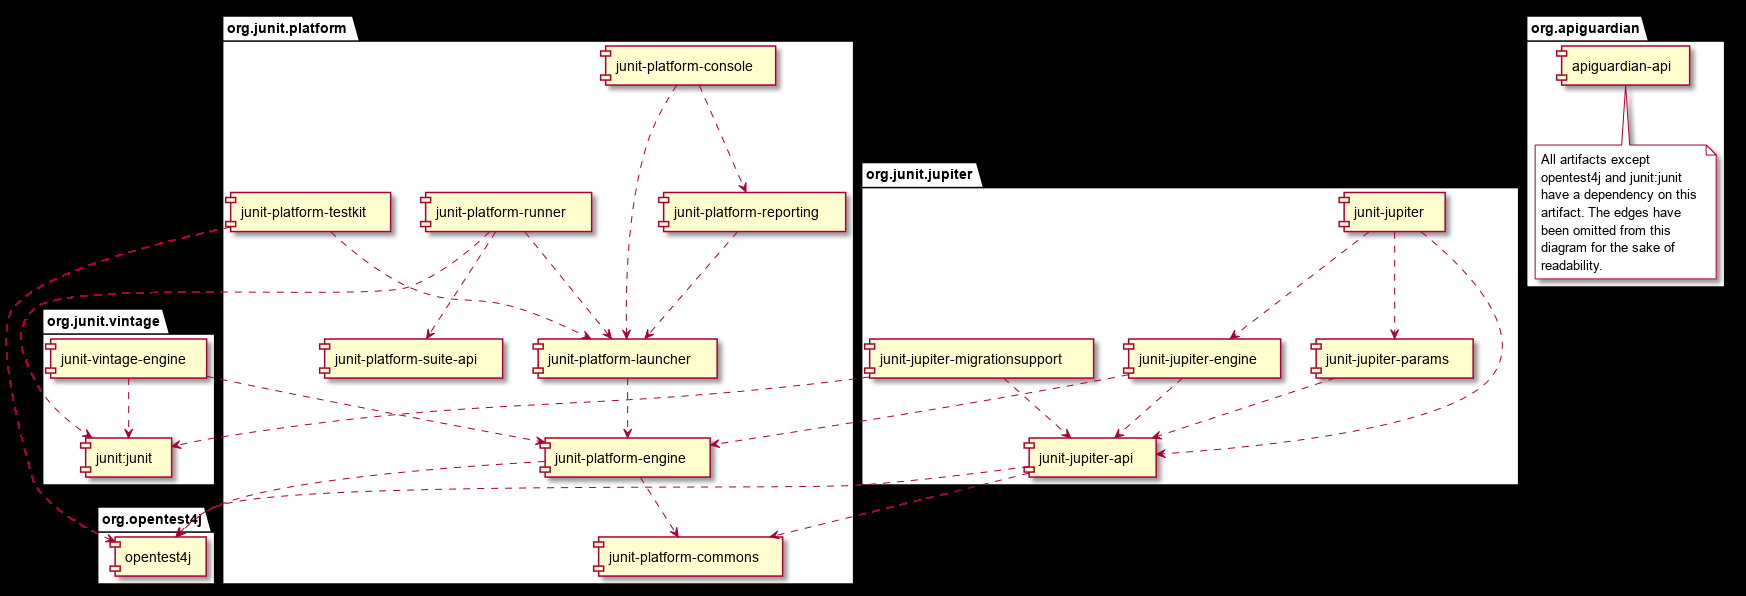 org.junit.platform
org.apiguardian
junit-platform-console
apiguardian-api
All artifacts except
opentest4j and junit:junit
have a dependency on this
artifact. The edges have
been omitted from this
diagram for the sake of
readability.
org.junit.jupiter
junit-platform-testkit
junit-platform-runner
junit-platform-reporting
junit-jupiter
org.junit.vintage
junit-vintage-engine
junit-platform-suite-api
junit-platform-launcher
junit-jupiter-migrationsupport
junit-jupiter-engine
junit-jupiter-params
junit:junit
junit-platform-engine
junit-jupiter-api
org.opentest4j
opentest4j
junit-platform-commons